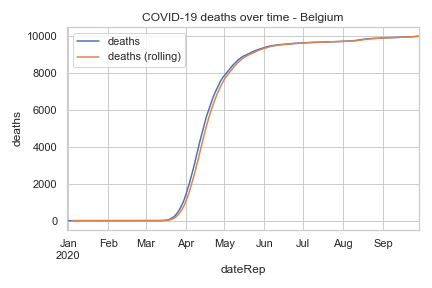 COVID-19 deaths over time - Belgium
deaths
deaths (rolling)
10000
8000
6000
4000
2000
0
deaths
Jan Feb Mar Apr May Jun Jul Aug Sep
2020
dateRep